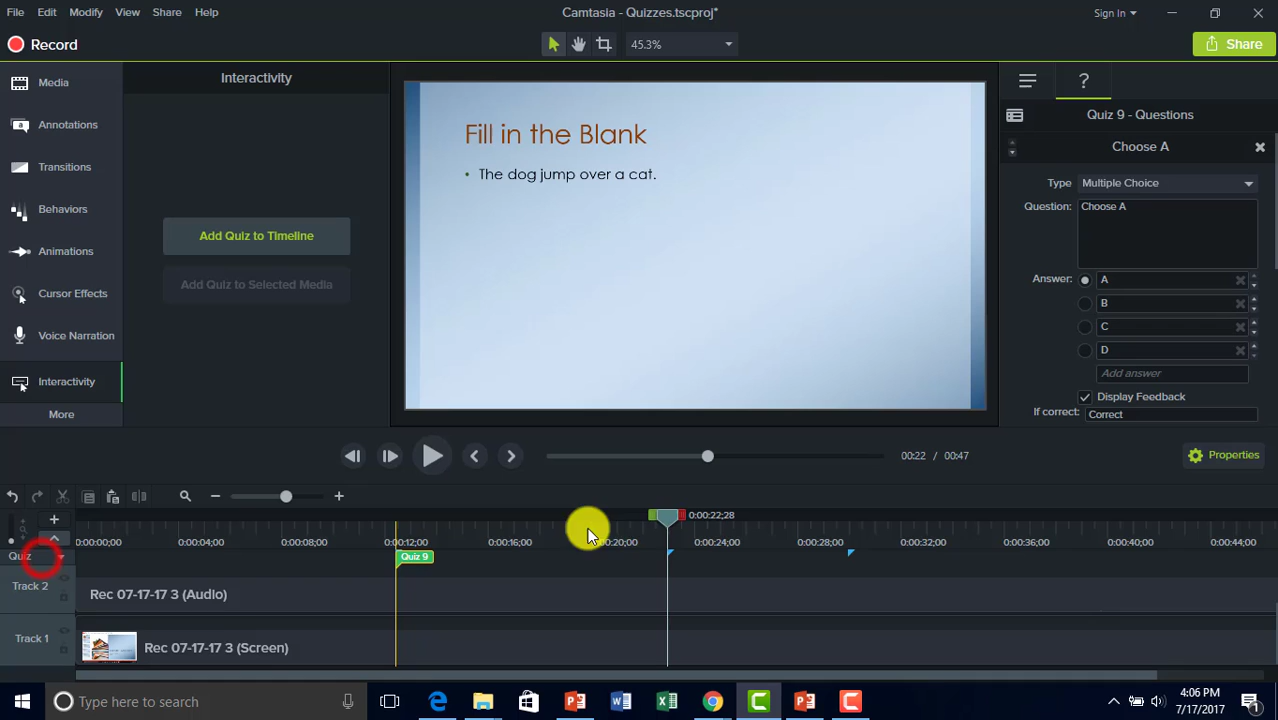 File Edit Modify View Share Help
Camtasia - Quizzes.tscproj*
Sign In
Record
45.3%
Share
Media
Annotations
Transitions
Behaviors
Animations
Cursor Effects
Voice Narration
Interactivity
More
Interactivity
Add Quiz to Timeline
Add Quiz to Selected Media
Fill in the Blank
• The dog jump over a cat.
?
Quiz 9 - Questions
Choose A
Type Multiple Choice
Question: Choose A
Answer: A
B
C
D
Add answer
Display Feedback
If correct: Correct
00:22 / 00:47
Properties
0:00:22;28
0:00:00;00 0:00:04;00 0:00:08;00 0:00:12;00 0:00:16;00 0:00:20;00 0:00:24;00 0:00:28;00 0:00:32;00 0:00:36;00 0:00:40;00 0:00:44;00
Quiz
Quiz 9
Track 2
Rec 07-17-17 3 (Audio)
Track 1
Rec 07-17-17 3 (Screen)
Type here to search
4:06 PM
7/17/2017